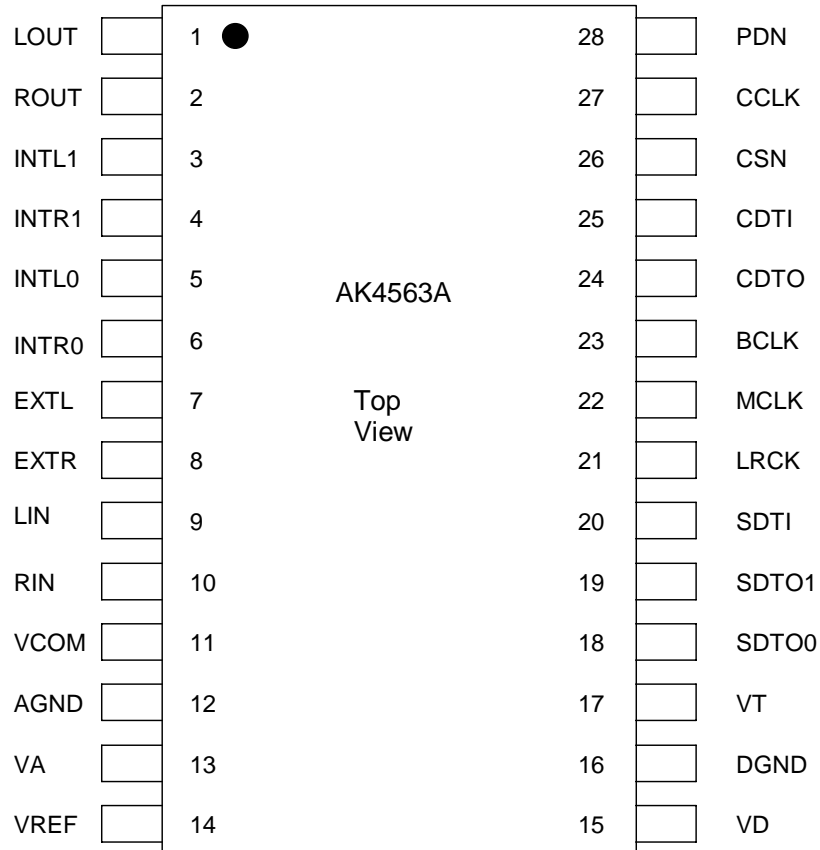 LOUT 1 28 PDN
ROUT 2 27 CCLK
INTL1 3 26 CSN
INTR1 4 25 CDTI
INTL0 5 24 CDTO
AK4563A
INTR0 6 23 BCLK
EXTL 7 Top 22 MCLK
View
EXTR 8 21 LRCK
LIN 9 20 SDTI
RIN 10 19 SDTO1
VCOM 11 18 SDTO0
AGND 12 17 VT
VA 13 16 DGND
VREF 14 15 VD